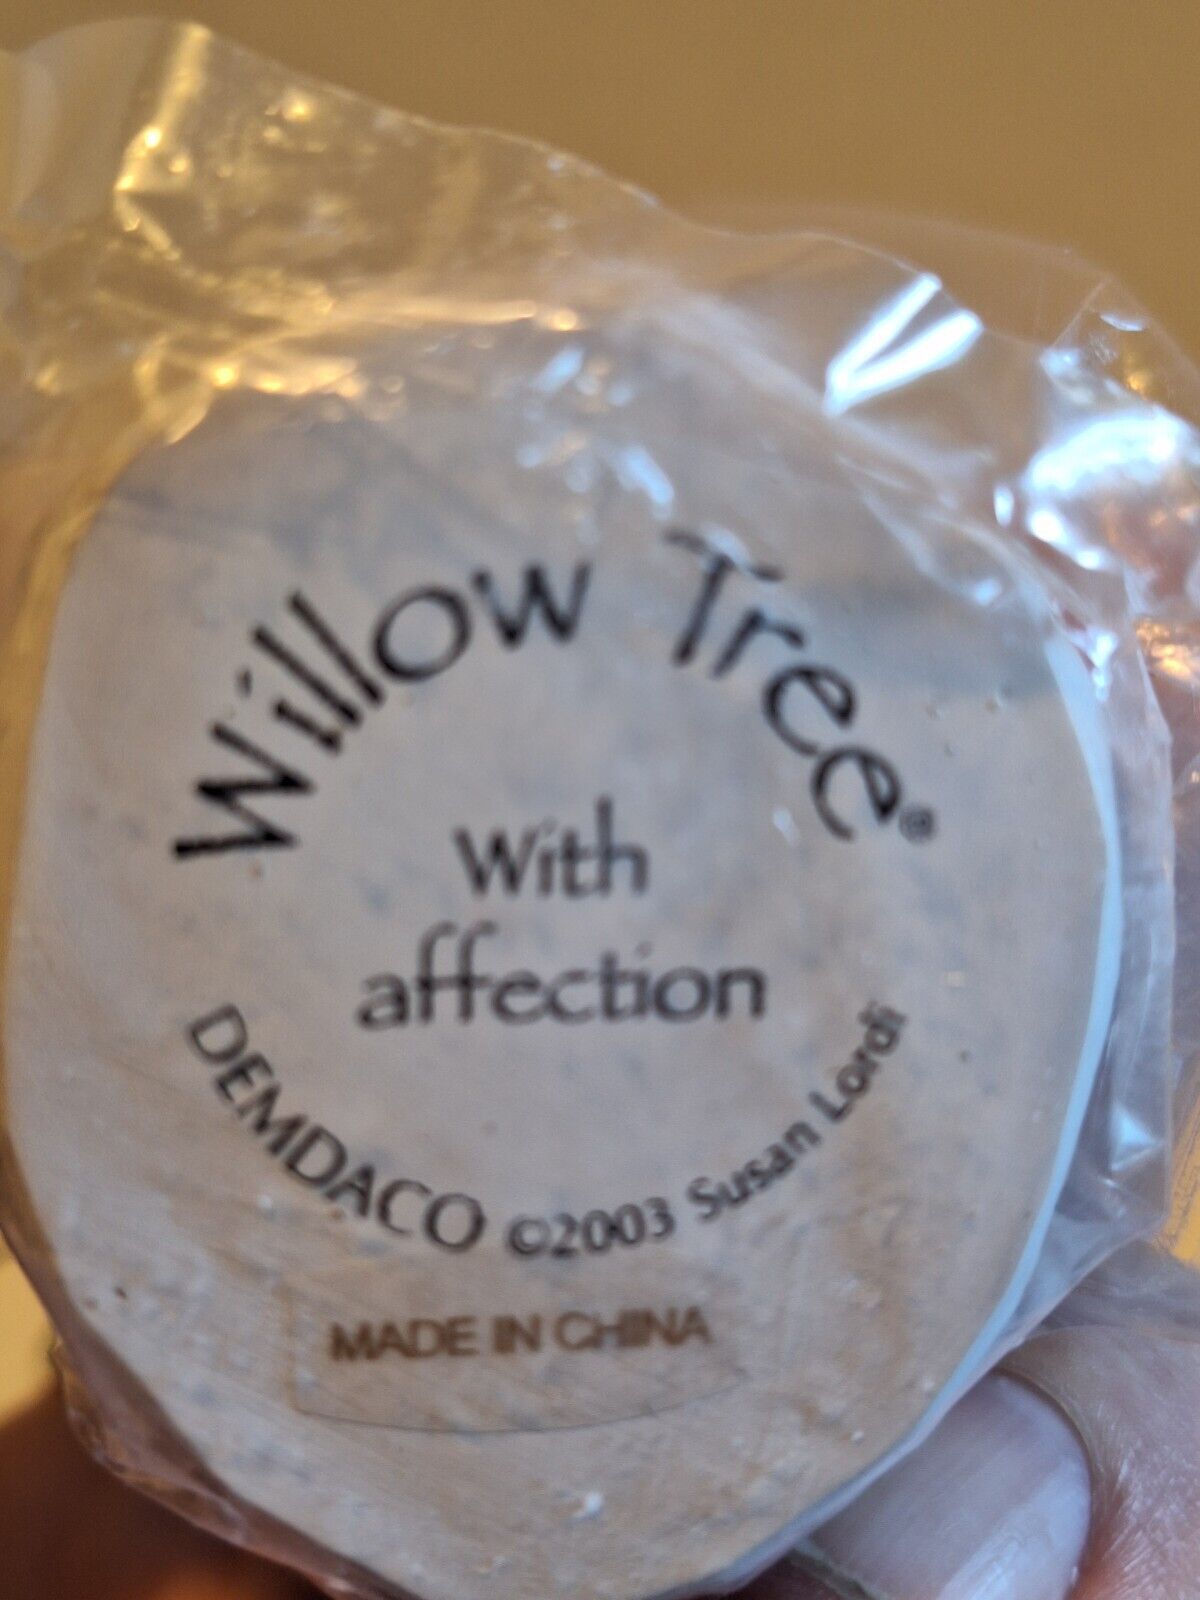 Willow Tree®
With
affection
DEMDACO ©2003 Susan Lordi
MADE IN CHINA